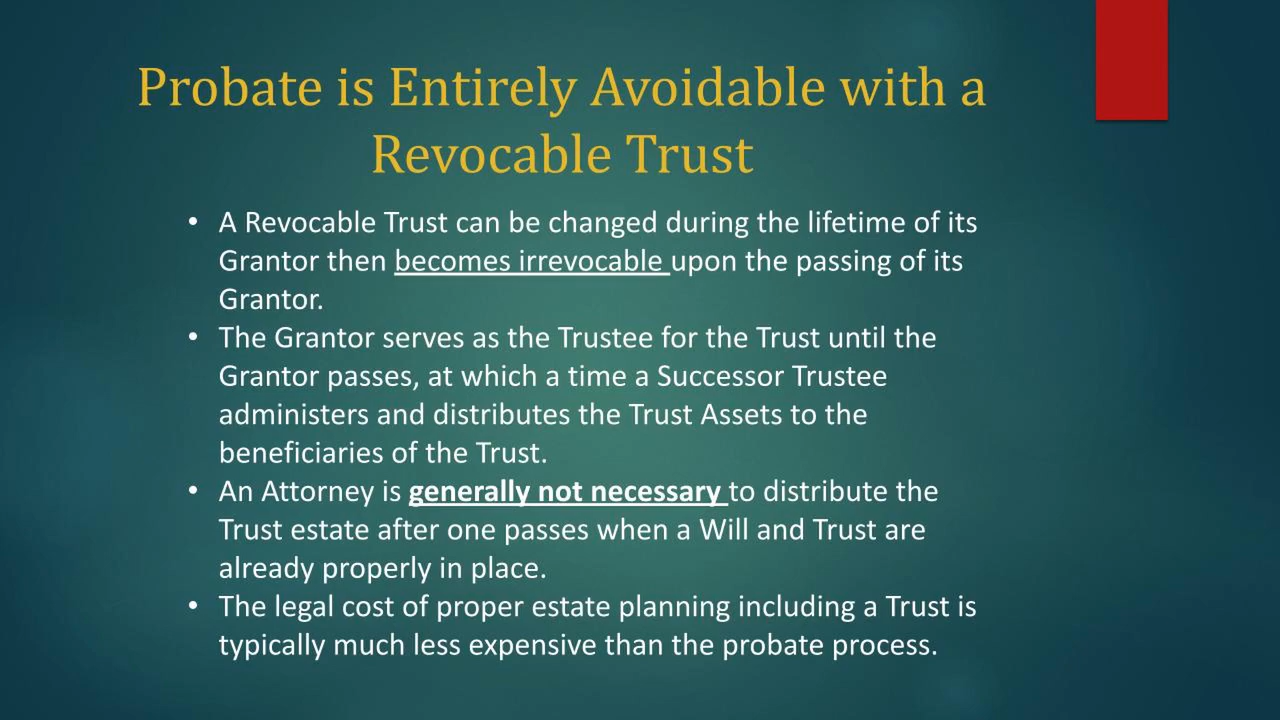 Probate is Entirely Avoidable with a
Revocable Trust
• A Revocable Trust can be changed during the lifetime of its
Grantor then becomes irrevocable upon the passing of its
Grantor.
• The Grantor serves as the Trustee for the Trust until the
Grantor passes, at which a time a Successor Trustee
administers and distributes the Trust Assets to the
beneficiaries of the Trust.
• An Attorney is generally not necessary to distribute the
Trust estate after one passes when a Will and Trust are
already properly in place.
• The legal cost of proper estate planning including a Trust is
typically much less expensive than the probate process.